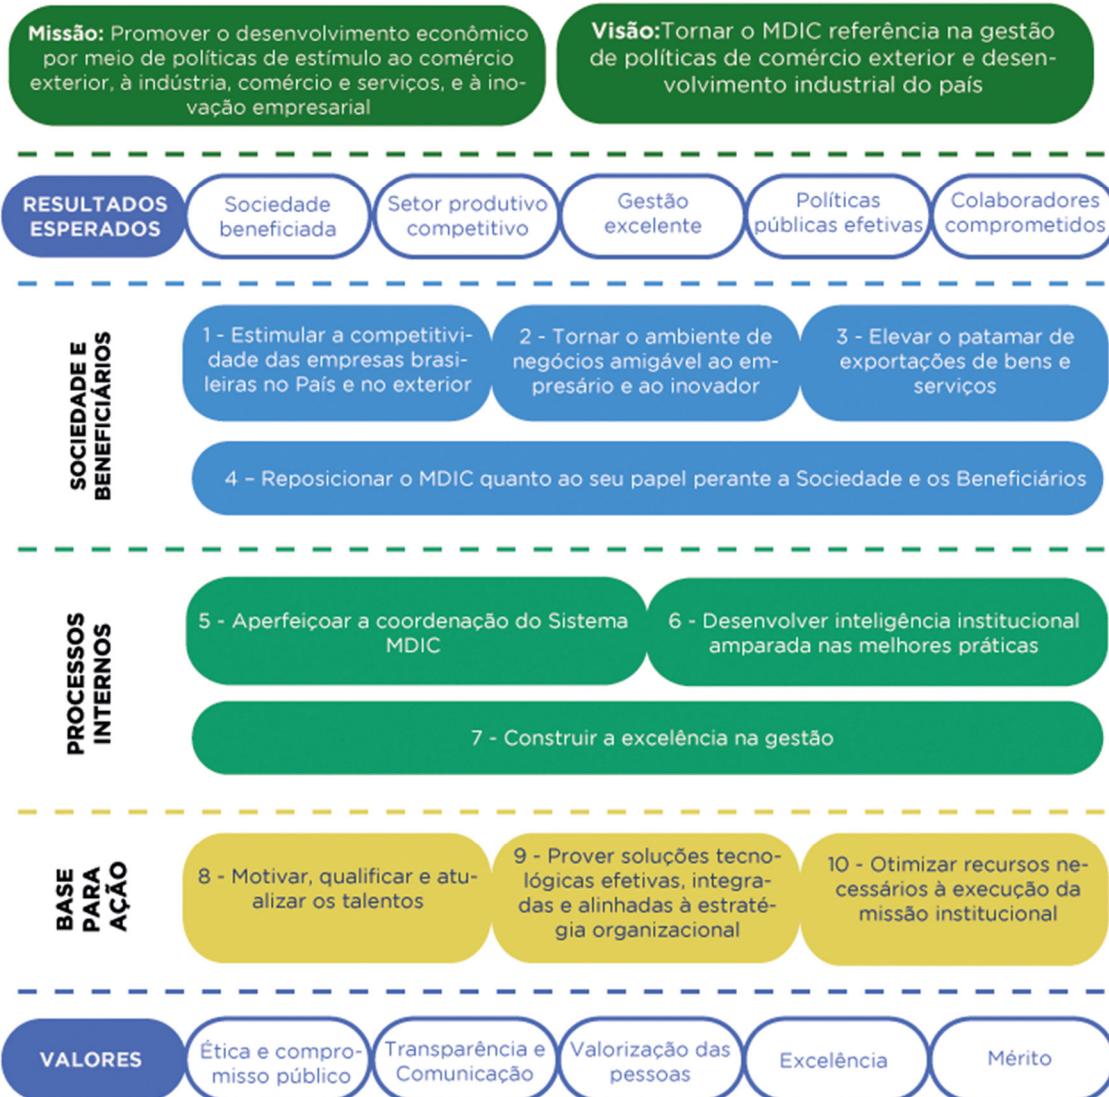 Missão: Promover o desenvolvimento econômico
por meio de políticas de estímulo ao comércio
exterior, à indústria, comércio e serviços, e à ino-
vação empresarial
Visão:Tornar o MDIC referência na gestão
de políticas de comércio exterior e desen-
volvimento industrial do país
RESULTADOS
ESPERADOS
Sociedade
beneficiada
Setor produtivo
competitivo
Gestão
excelente
Políticas
públicas efetivas
Colaboradores
comprometidos
SOCIEDADE E
BENEFICIÁRIOS
1 - Estimular a competitivi-
dade das empresas brasi-
leiras no País e no exterior
2 - Tornar o ambiente de
negócios amigável ao em-
presário e ao inovador
3 - Elevar o patamar de
exportações de bens e
serviços
4 – Reposicionar o MDIC quanto ao seu papel perante a Sociedade e os Beneficiários
PROCESSOS
INTERNOS
5 - Aperfeiçoar a coordenação do Sistema
MDIC
6 - Desenvolver inteligência institucional
amparada nas melhores práticas
7 - Construir a excelência na gestão
BASE
PARA
AÇÃO
8 - Motivar, qualificar e atu-
alizar os talentos
9 - Prover soluções tecno-
lógicas efetivas, integra-
das e alinhadas à estraté-
gia organizacional
10 - Otimizar recursos ne-
cessários à execução da
missão institucional
VALORES
Ética e compro-
misso público
Transparência e
Comunicação
Valorização das
pessoas
Excelência
Mérito